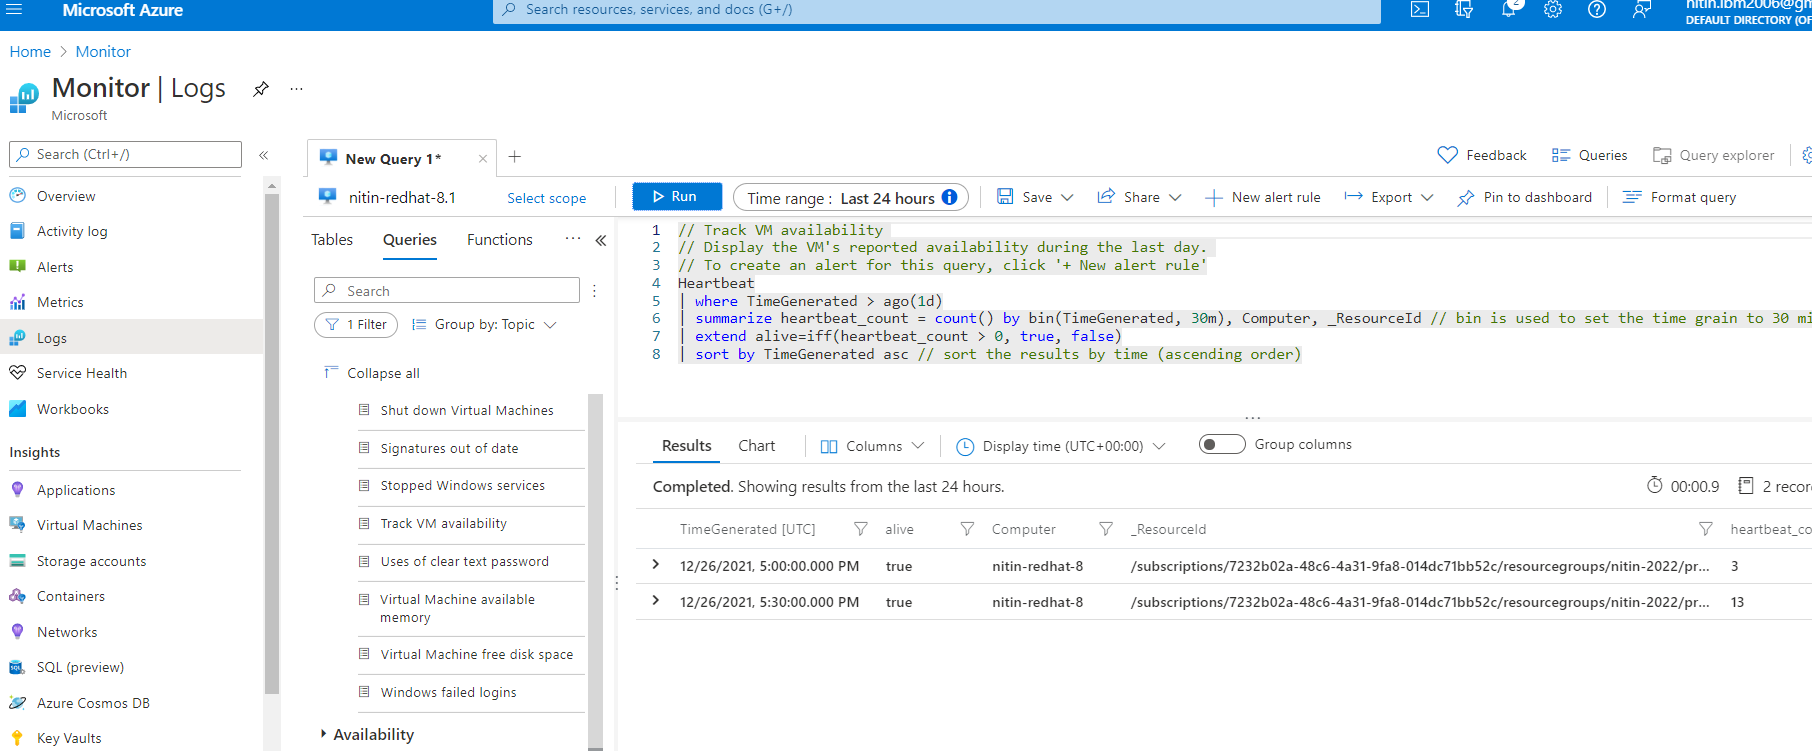 Microsoft Azure
Search resources, services, and docs (G+/)
2
DEFAULT DIRECTORY (OF
Home > Monitor
Monitor | Logs
...
Microsoft
Search (Ctrl+/)
«
Overview
Activity log
Alerts
Metrics
Logs
Service Health
Workbooks
Insights
Applications
Virtual Machines
Storage accounts
Containers
Networks
SQL (preview)
Azure Cosmos DB
Key Vaults
New Query 1*
Feedback
Queries
Query explorer
nitin-redhat-8.1
Select scope
Run
Time range : Last 24 hours
Save
Share
New alert rule
Export
Pin to dashboard
Format query
Tables
Queries
Functions
...
«
Search
1 Filter
Group by: Topic
Collapse all
Shut down Virtual Machines
Signatures out of date
Stopped Windows services
Track VM availability
Uses of clear text password
Virtual Machine available
memory
Virtual Machine free disk space
Windows failed logins
Availability
1 // Track VM availability
2 // Display the VM's reported availability during the last day.
3 // To create an alert for this query, click '+ New alert rule'
4 Heartbeat
5 | where TimeGenerated > ago(1d)
6 | summarize heartbeat_count = count() by bin(TimeGenerated, 30m), Computer, _ResourceId // bin is used to set the time grain to 30 mi
7 | extend alive=iff(heartbeat_count > 0, true, false)
8 | sort by TimeGenerated asc // sort the results by time (ascending order)
...
Results
Chart
Columns
Display time (UTC+00:00)
Group columns
Completed. Showing results from the last 24 hours.
00:00.9
2 recor
TimeGenerated [UTC] alive Computer _ResourceId heartbeat_co
12/26/2021, 5:00:00.000 PM true nitin-redhat-8 /subscriptions/7232b02a-48c6-4a31-9fa8-014dc71bb52c/resourcegroups/nitin-2022/pr... 3
12/26/2021, 5:30:00.000 PM true nitin-redhat-8 /subscriptions/7232b02a-48c6-4a31-9fa8-014dc71bb52c/resourcegroups/nitin-2022/pr... 13